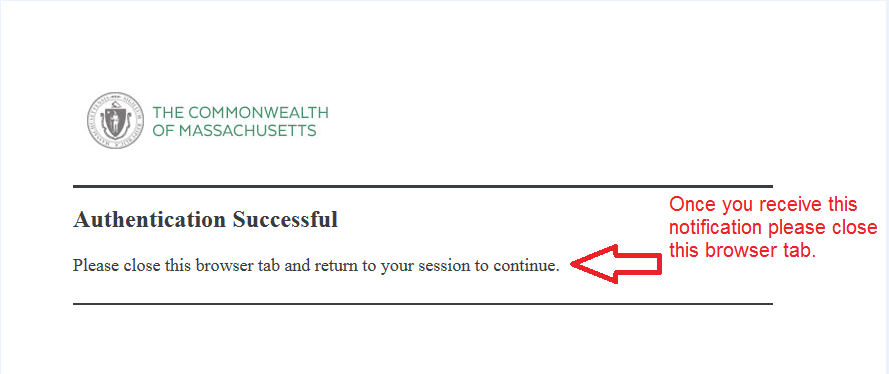 THE COMMONWEALTH
OF MASSACHUSETTS
Authentication Successful
Please close this browser tab and return to your session to continue.
Once you receive this
notification please close
this browser tab.